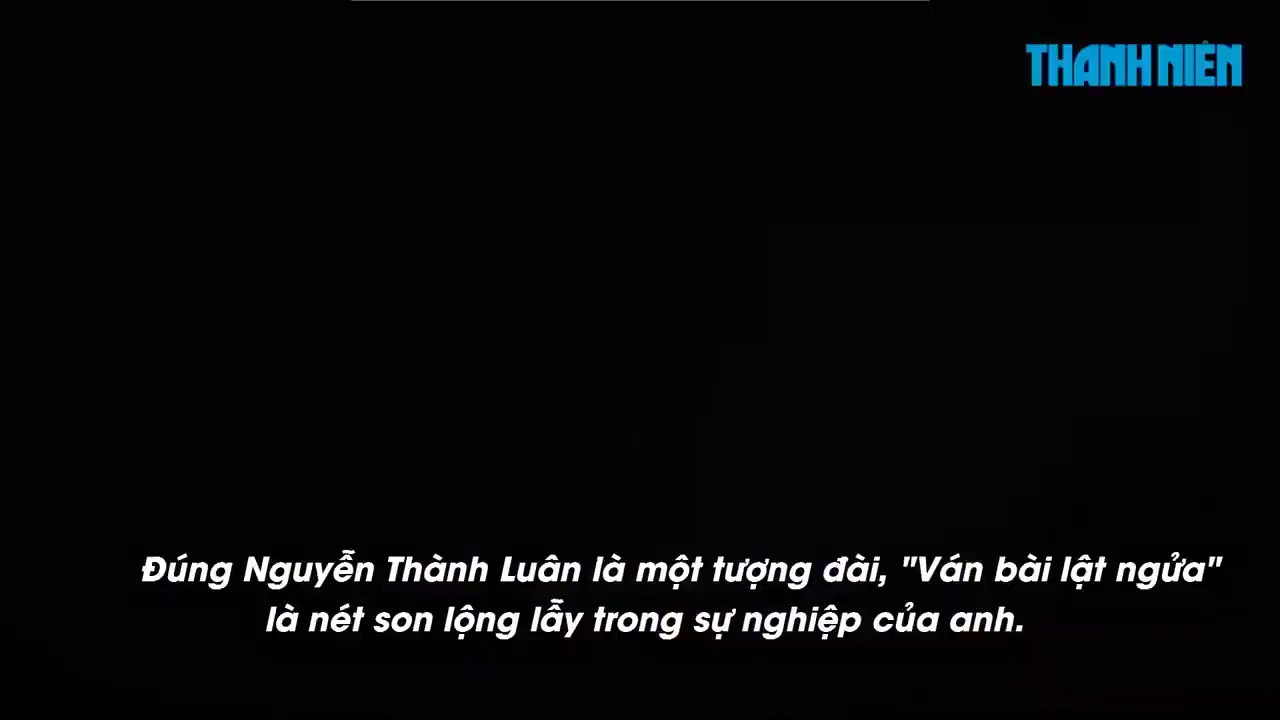 THANH NIÊN
Đúng Nguyễn Thành Luân là một tượng đài, "Ván bài lật ngửa"
là nét son lộng lẫy trong sự nghiệp của anh.